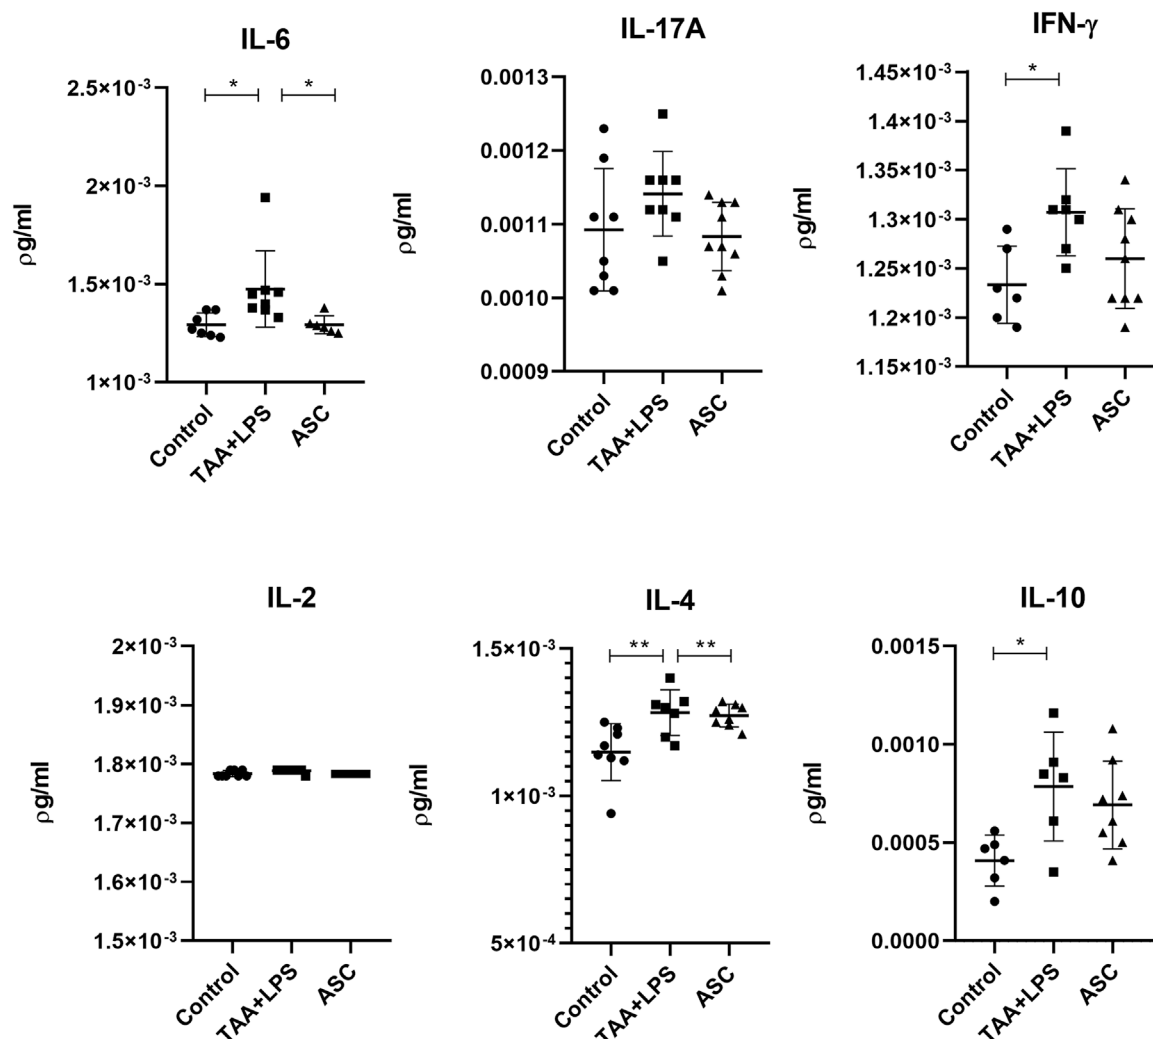 IL-6
* *
2.5×10⁻³
2×10⁻³
1.5×10⁻³
1×10⁻³
ρg/ml
Control
TAA+LPS
ASC
IL-17A
0.0013
0.0012
0.0011
0.0010
0.0009
ρg/ml
Control
TAA+LPS
ASC
IFN-γ
*
1.45×10⁻³
1.4×10⁻³
1.35×10⁻³
1.3×10⁻³
1.25×10⁻³
1.2×10⁻³
1.15×10⁻³
ρg/ml
Control
TAA+LPS
ASC
IL-2
2×10⁻³
1.9×10⁻³
1.8×10⁻³
1.7×10⁻³
1.6×10⁻³
1.5×10⁻³
ρg/ml
Control
TAA+LPS
ASC
IL-4
** **
1.5×10⁻³
1×10⁻³
5×10⁻⁴
ρg/ml
Control
TAA+LPS
ASC
IL-10
*
0.0015
0.0010
0.0005
0.0000
ρg/ml
Control
TAA+LPS
ASC